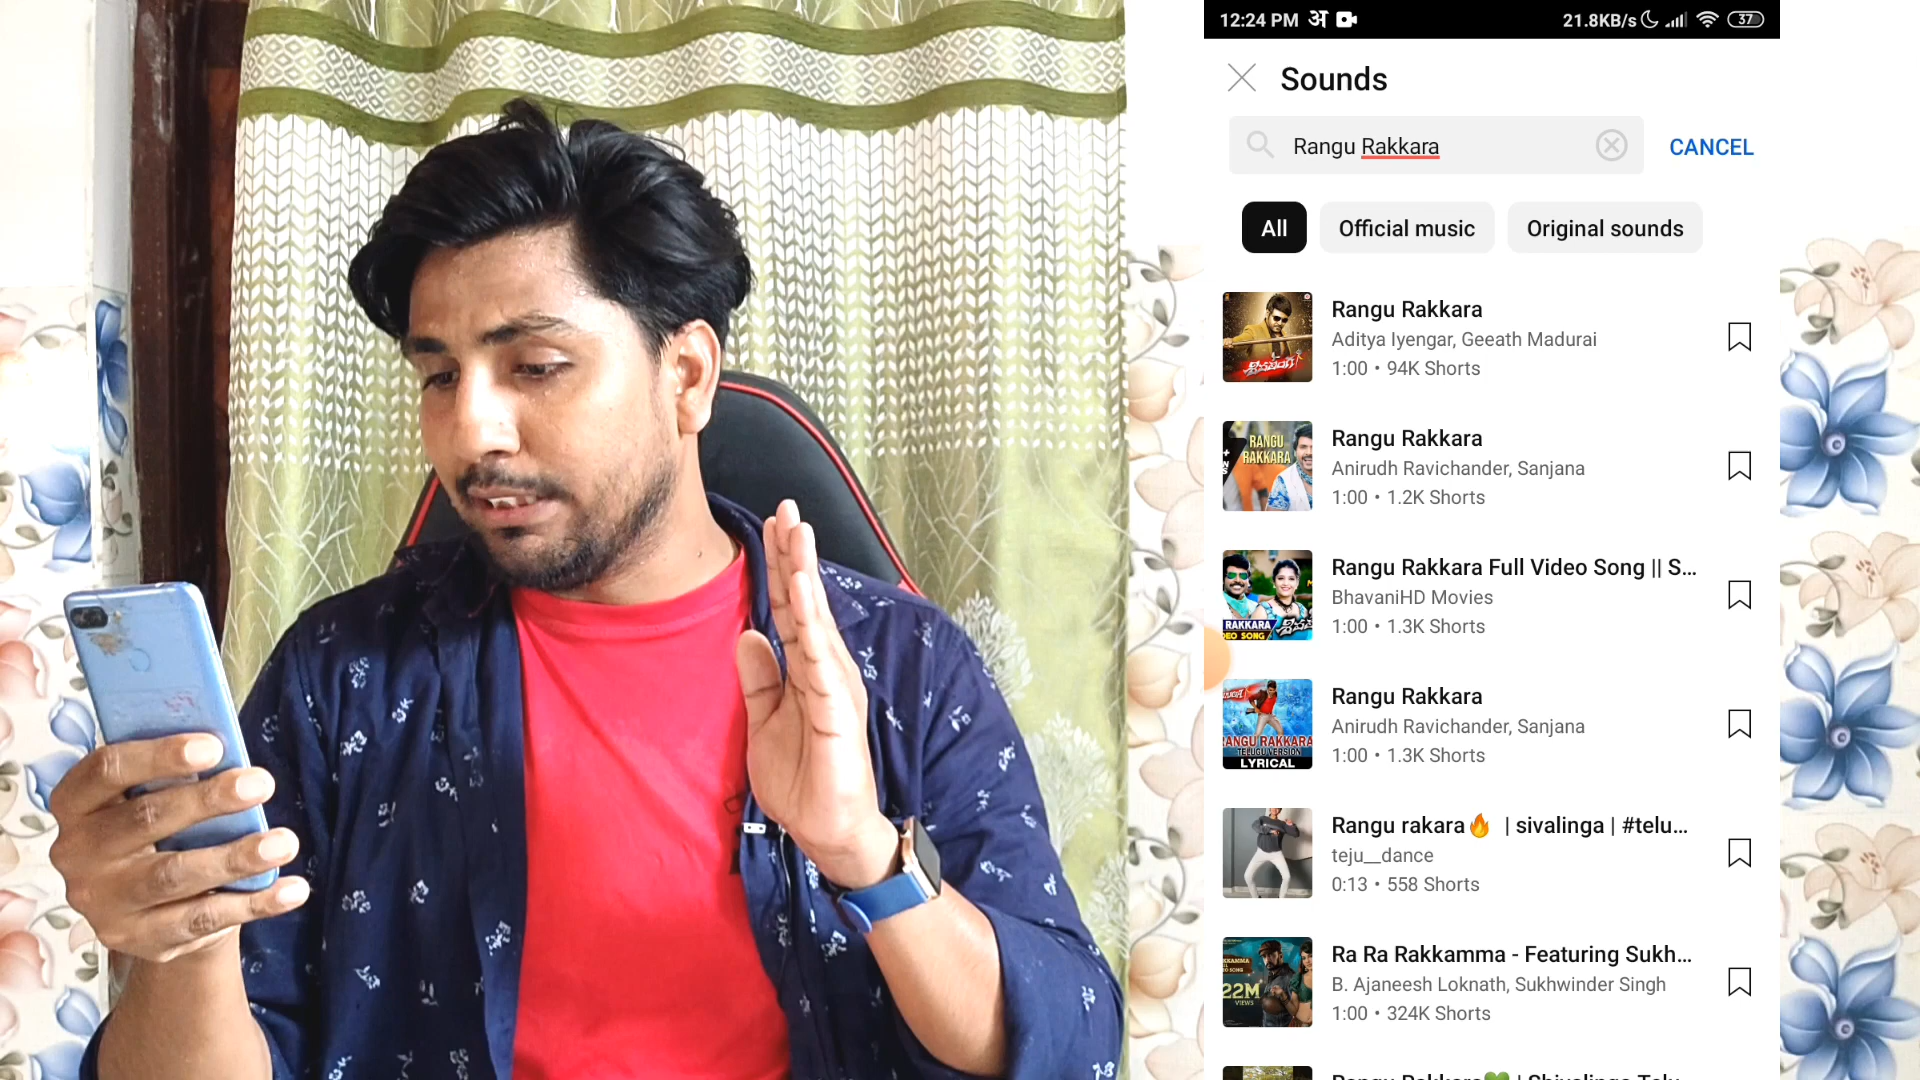 12:24 PM अ 21.8KB/s 37
Sounds
Rangu Rakkara
CANCEL
All Official music Original sounds
Rangu Rakkara
Aditya Iyengar, Geeath Madurai
1:00 • 94K Shorts
RANGU
RAKKARA
Rangu Rakkara
Anirudh Ravichander, Sanjana
1:00 • 1.2K Shorts
RAKKARA
EO SONG
Rangu Rakkara Full Video Song || S...
BhavaniHD Movies
1:00 • 1.3K Shorts
RANGU RAKKARA
TELUGU VERSION
LYRICAL
Rangu Rakkara
Anirudh Ravichander, Sanjana
1:00 • 1.3K Shorts
Rangu rakara🔥 | sivalinga | #telu...
teju__dance
0:13 • 558 Shorts
22M
VIEWS
Ra Ra Rakkamma - Featuring Sukh...
B. Ajaneesh Loknath, Sukhwinder Singh
1:00 • 324K Shorts